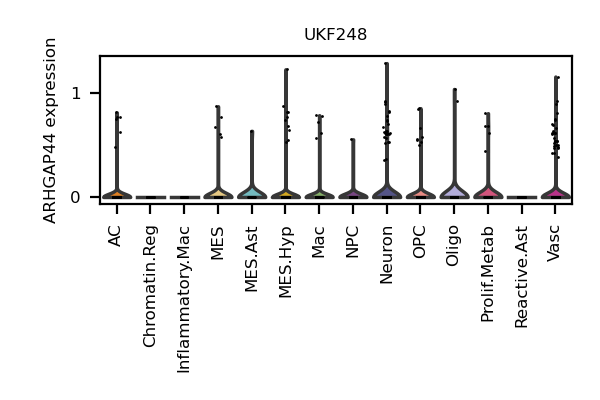 UKF248
ARHGAP44 expression
1
0
AC
Chromatin.Reg
Inflammatory.Mac
MES
MES.Ast
MES.Hyp
Mac
NPC
Neuron
OPC
Oligo
Prolif.Metab
Reactive.Ast
Vasc